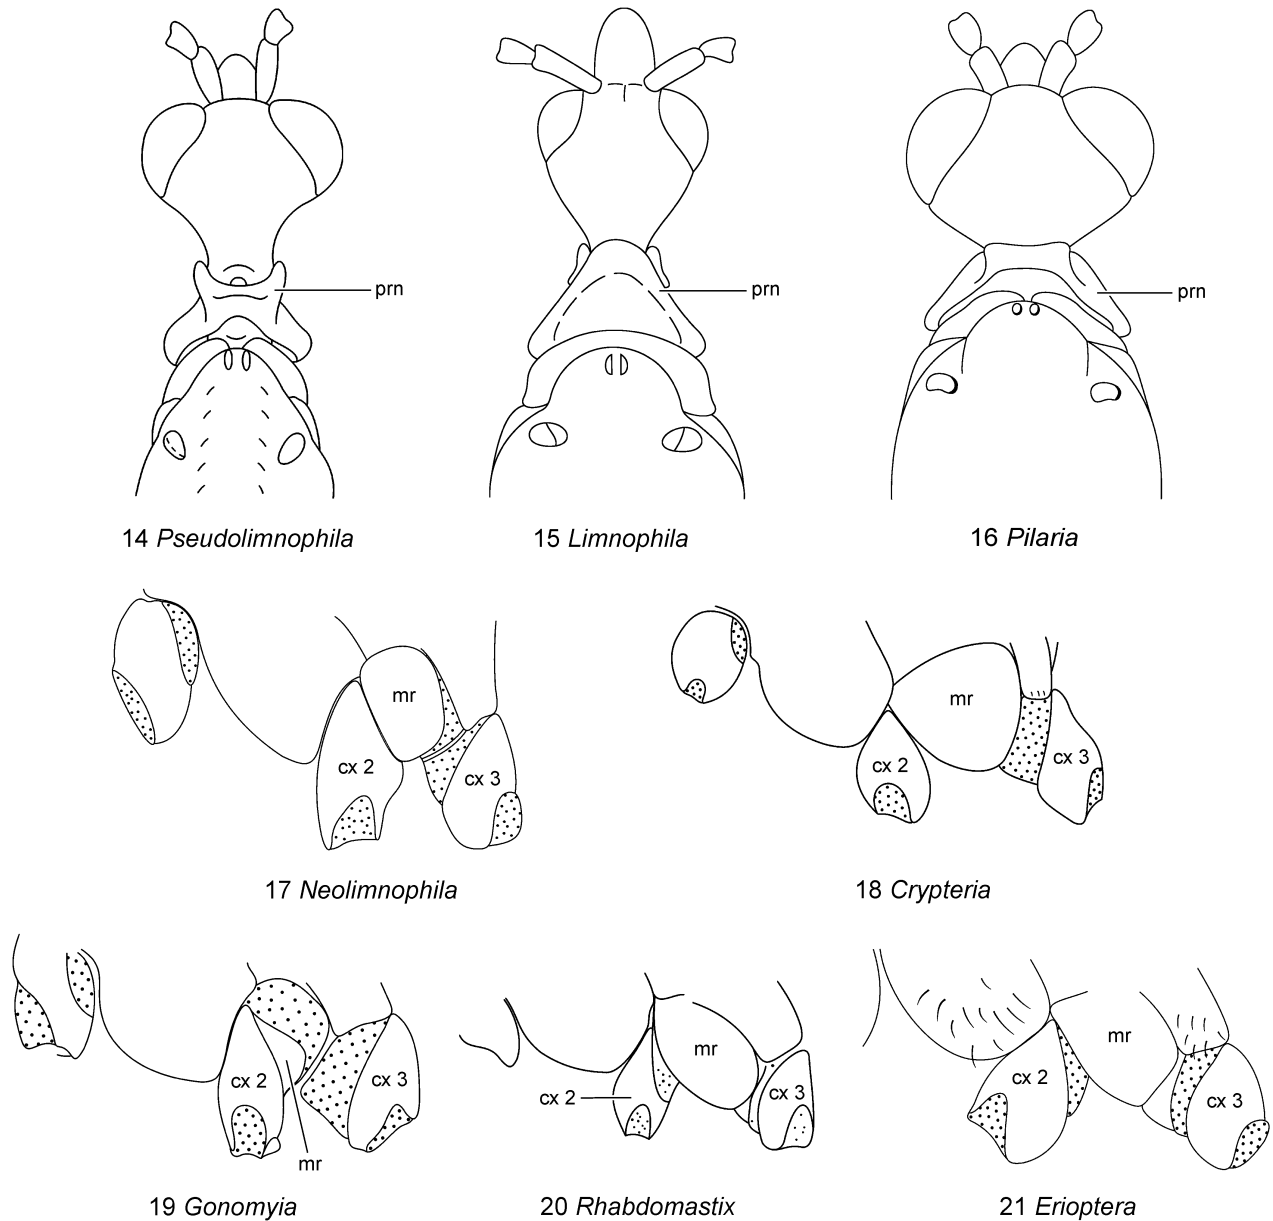 prn
prn
prn
14 Pseudolimnophila
15 Limnophila
16 Pilaria
mr
cx 2
cx 3
mr
cx 2
cx 3
17 Neolimnophila
18 Crypteria
cx 2
cx 3
mr
mr
cx 2
cx 3
mr
cx 2
cx 3
19 Gonomyia
20 Rhabdomastix
21 Erioptera